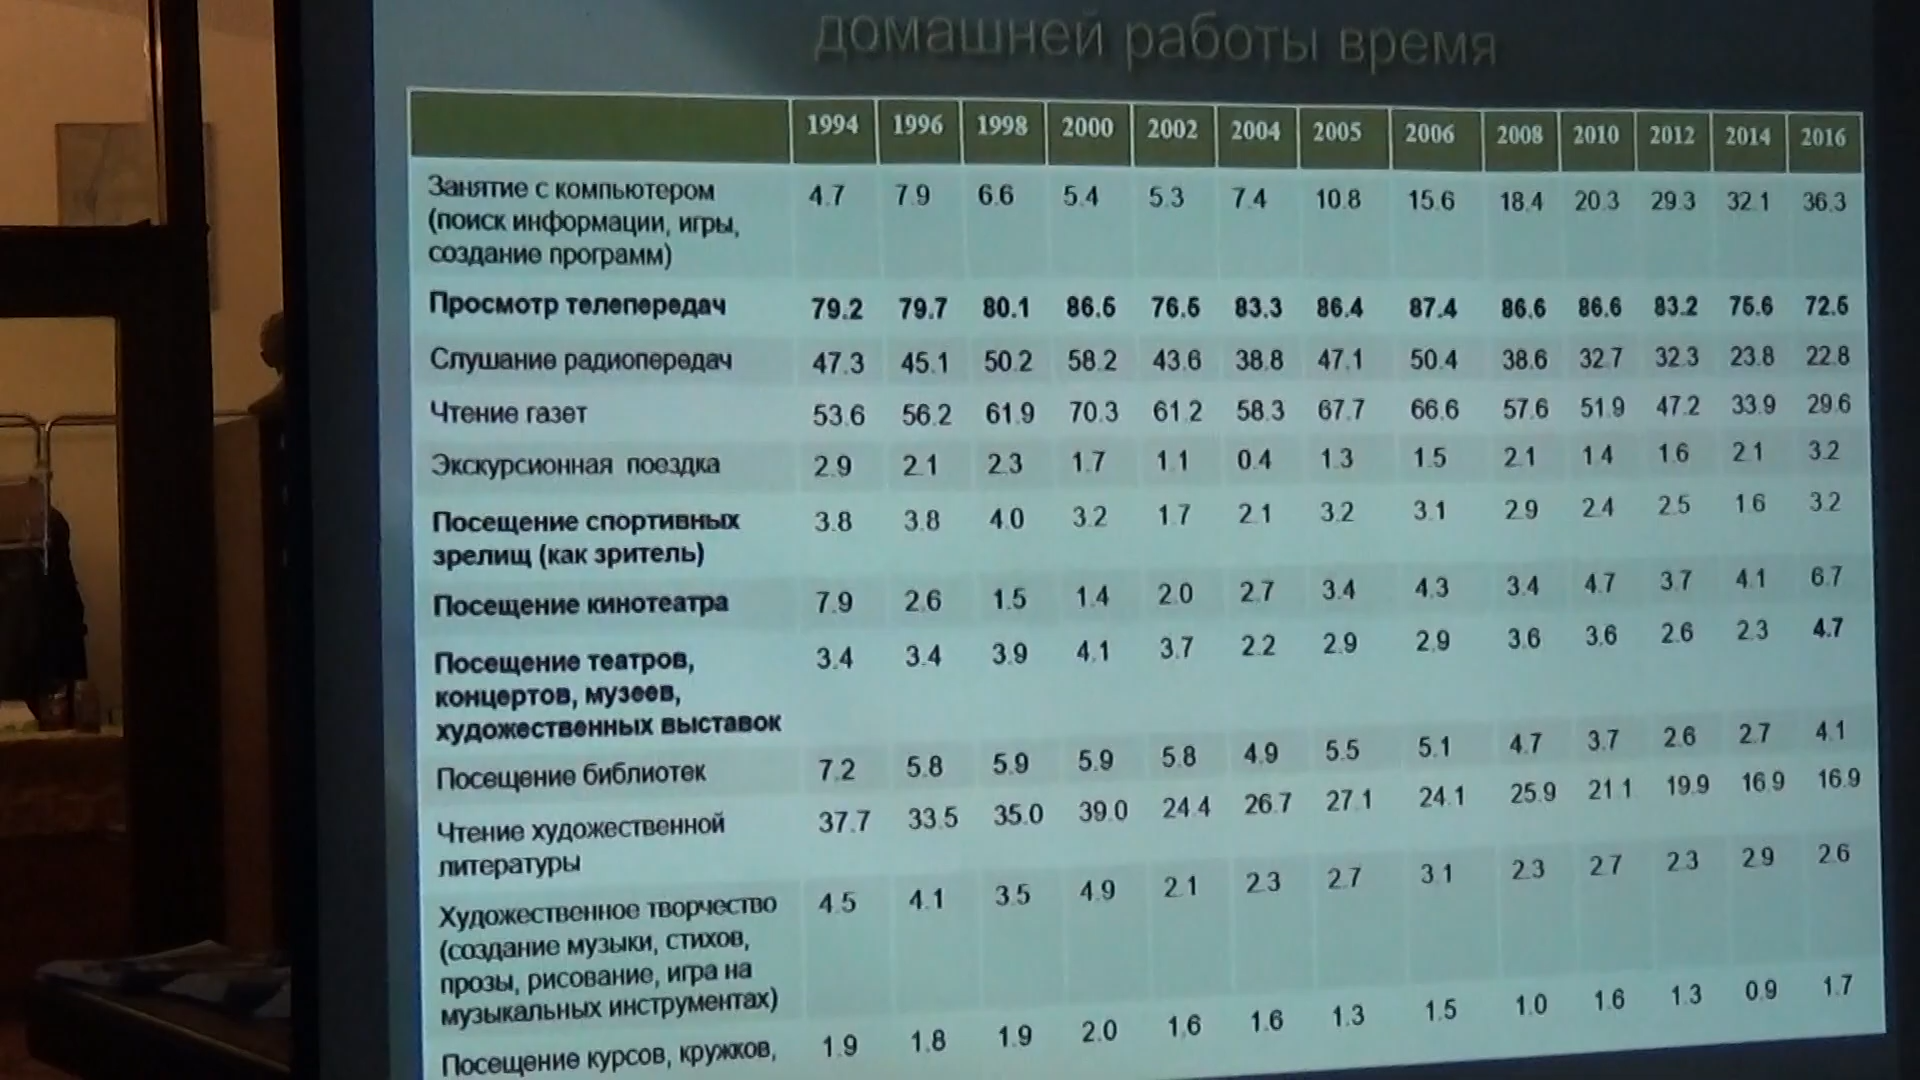 домашней работы время
1994 1996 1998 2000 2002 2004 2005 2006 2008 2010 2012 2014 2016
Занятие с компьютером 4.7 7.9 6.6 5.4 5.3 7.4 10.8 15.6 18.4 20.3 29.3 32.1 36.3
(поиск информации, игры,
создание программ)
Просмотр телепередач 79.2 79.7 80.1 86.5 76.5 83.3 86.4 87.4 86.6 86.6 83.2 75.6 72.5
Слушание радиопередач 47.3 45.1 50.2 58.2 43.6 38.8 47.1 50.4 38.6 32.7 32.3 23.8 22.8
Чтение газет 53.6 56.2 61.9 70.3 61.2 58.3 67.7 66.6 57.6 51.9 47.2 33.9 29.6
Экскурсионная поездка 2.9 2.1 2.3 1.7 1.1 0.4 1.3 1.5 2.1 1.4 1.6 2.1 3.2
Посещение спортивных 3.8 3.8 4.0 3.2 1.7 2.1 3.2 3.1 2.9 2.4 2.5 1.6 3.2
зрелищ (как зритель)
Посещение кинотеатра 7.9 2.6 1.5 1.4 2.0 2.7 3.4 4.3 3.4 4.7 3.7 4.1 6.7
Посещение театров, 3.4 3.4 3.9 4.1 3.7 2.2 2.9 2.9 3.6 3.6 2.6 2.3 4.7
концертов, музеев,
художественных выставок
Посещение библиотек 7.2 5.8 5.9 5.9 5.8 4.9 5.5 5.1 4.7 3.7 2.6 2.7 4.1
Чтение художественной 37.7 33.5 35.0 39.0 24.4 26.7 27.1 24.1 25.9 21.1 19.9 16.9 16.9
литературы
Художественное творчество 4.5 4.1 3.5 4.9 2.1 2.3 2.7 3.1 2.3 2.7 2.3 2.9 2.6
(создание музыки, стихов,
прозы, рисование, игра на
музыкальных инструментах)
Посещение курсов, кружков, 1.9 1.8 1.9 2.0 1.6 1.6 1.3 1.5 1.0 1.6 1.3 0.9 1.7